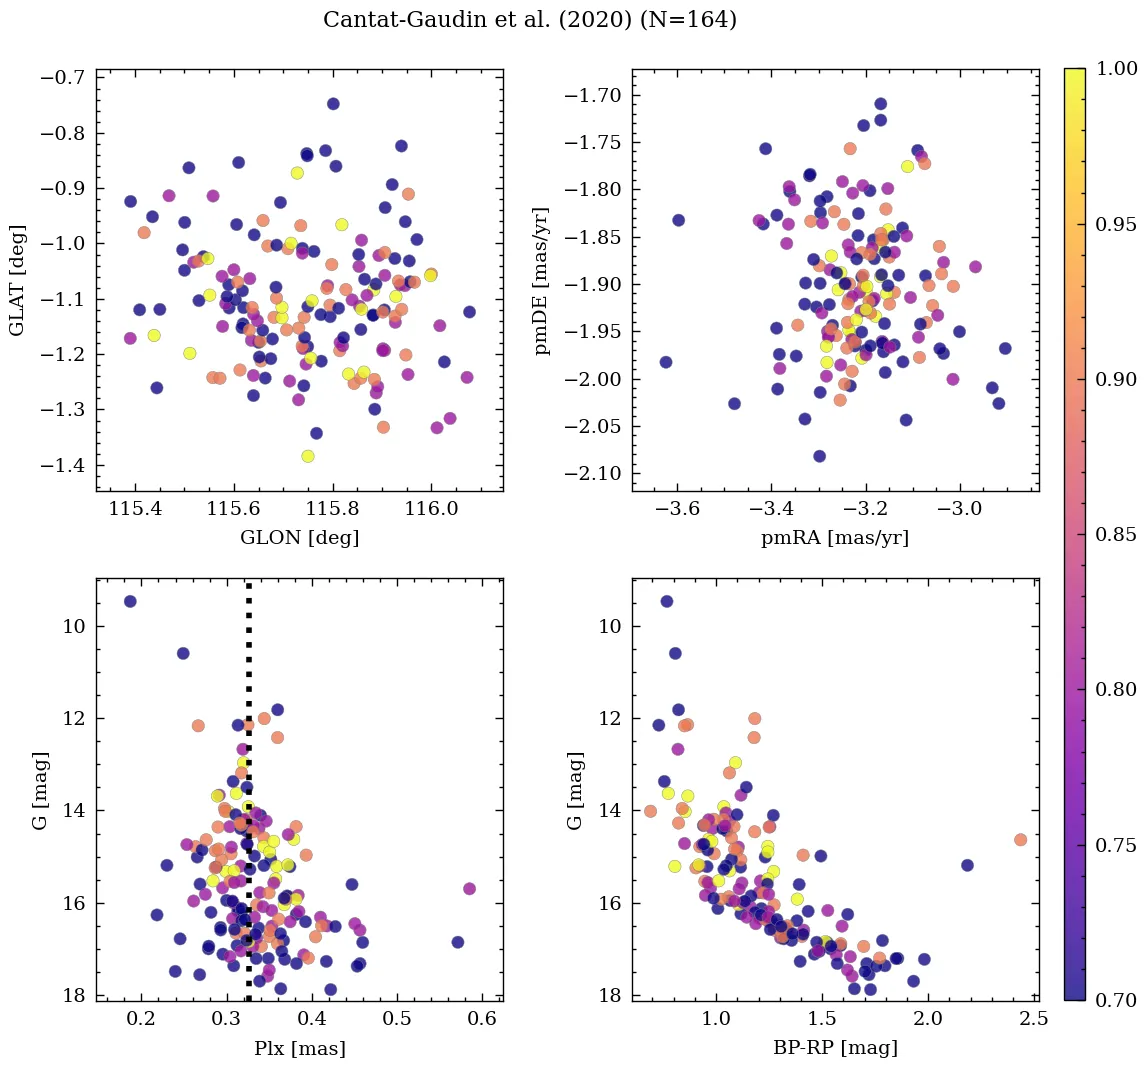 Cantat-Gaudin et al. (2020) (N=164)
−0.7
−0.8
−0.9
−1.0
−1.1
−1.2
−1.3
−1.4
GLAT [deg]
115.4 115.6 115.8 116.0
GLON [deg]
−1.70
−1.75
−1.80
−1.85
−1.90
−1.95
−2.00
−2.05
−2.10
pmDE [mas/yr]
−3.6 −3.4 −3.2 −3.0
pmRA [mas/yr]
1.00
0.95
0.90
0.85
0.80
0.75
0.70
10
12
14
16
18
G [mag]
0.2 0.3 0.4 0.5 0.6
Plx [mas]
10
12
14
16
18
G [mag]
1.0 1.5 2.0 2.5
BP-RP [mag]